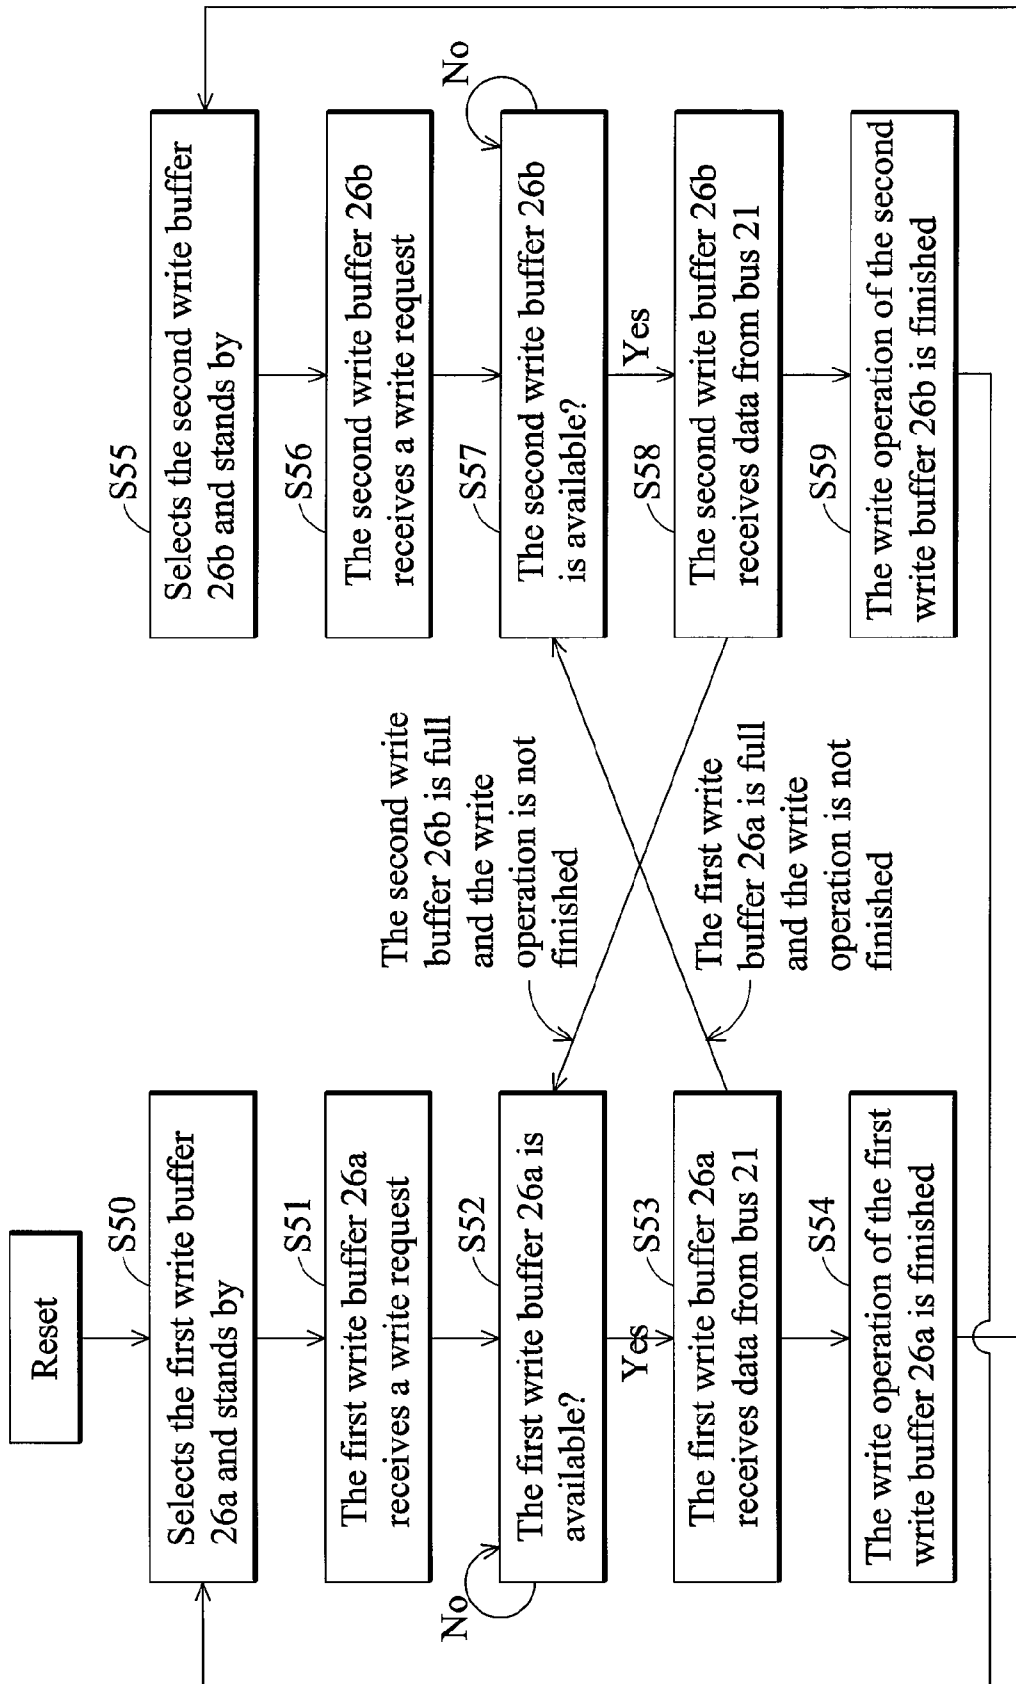 Reset
S50
Selects the first write buffer
26a and stands by
S51
The first write buffer 26a
receives a write request
S52
The first write buffer 26a is
available?
No
Yes
S53
The first write buffer 26a
receives data from bus 21
S54
The write operation of the first
write buffer 26a is finished
The second write
buffer 26b is full
and the write
operation is not
finished
The first write
buffer 26a is full
and the write
operation is not
finished
S55
Selects the second write buffer
26b and stands by
S56
The second write buffer 26b
receives a write request
S57
The second write buffer 26b
is available?
No
Yes
S58
The second write buffer 26b
receives data from bus 21
S59
The write operation of the second
write buffer 26b is finished